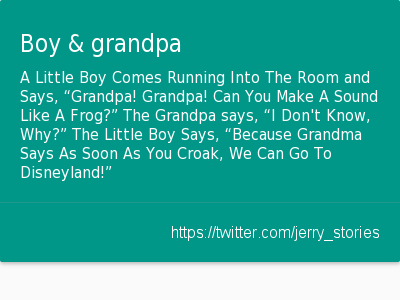 Boy & grandpa
A Little Boy Comes Running Into The Room and
Says, “Grandpa! Grandpa! Can You Make A Sound
Like A Frog?” The Grandpa says, “I Don't Know,
Why?” The Little Boy Says, “Because Grandma
Says As Soon As You Croak, We Can Go To
Disneyland!”
https://twitter.com/jerry_stories